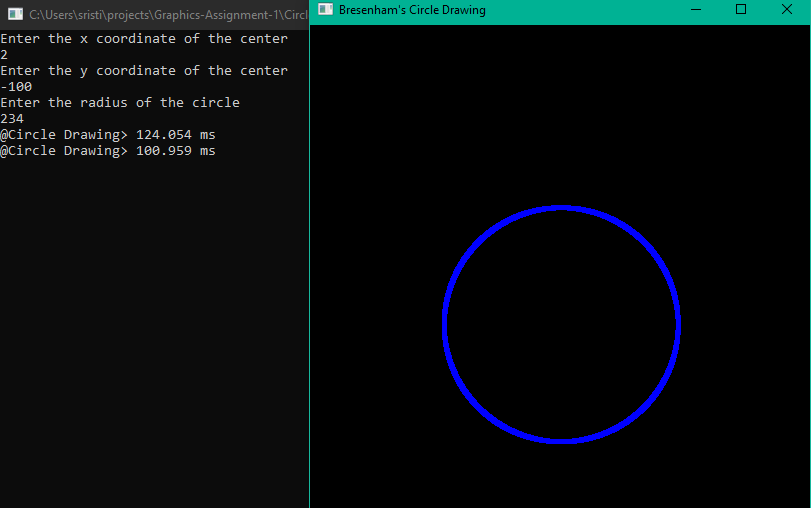 C:\Users\sristi\projects\Graphics-Assignment-1\Circl
Enter the x coordinate of the center
2
Enter the y coordinate of the center
-100
Enter the radius of the circle
234
@Circle Drawing> 124.054 ms
@Circle Drawing> 100.959 ms
Bresenham's Circle Drawing